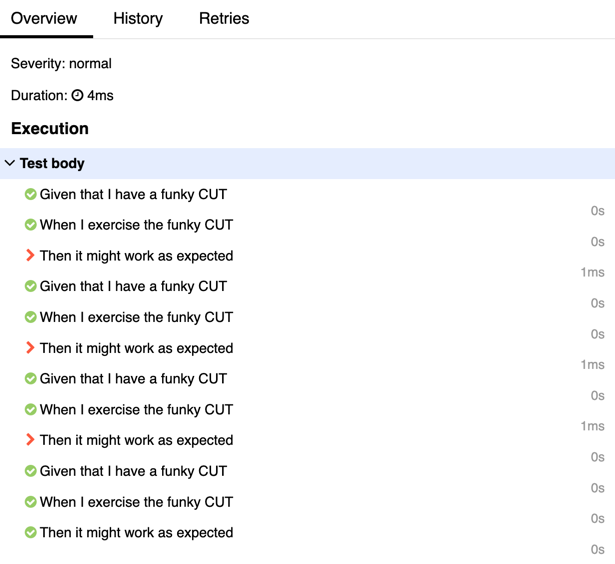 Overview History Retries
Severity: normal
Duration: 4ms
Execution
Test body
Given that I have a funky CUT
0s
When I exercise the funky CUT
0s
Then it might work as expected
1ms
Given that I have a funky CUT
0s
When I exercise the funky CUT
0s
Then it might work as expected
1ms
Given that I have a funky CUT
0s
When I exercise the funky CUT
1ms
Then it might work as expected
0s
Given that I have a funky CUT
0s
When I exercise the funky CUT
0s
Then it might work as expected
0s